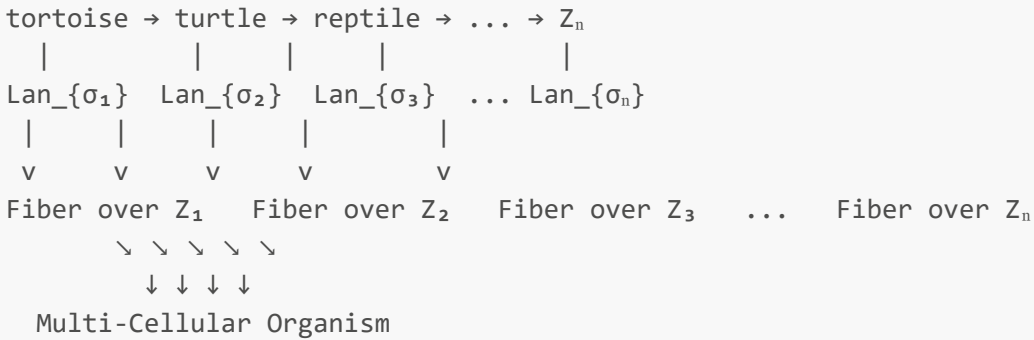 tortoise → turtle → reptile → ... → Zₙ
| | | | |
Lan_{σ₁} Lan_{σ₂} Lan_{σ₃} ... Lan_{σₙ}
| | | | |
v v v v v
Fiber over Z₁ Fiber over Z₂ Fiber over Z₃ ... Fiber over Zₙ
↘ ↘ ↘ ↘ ↘
↓ ↓ ↓ ↓
Multi-Cellular Organism